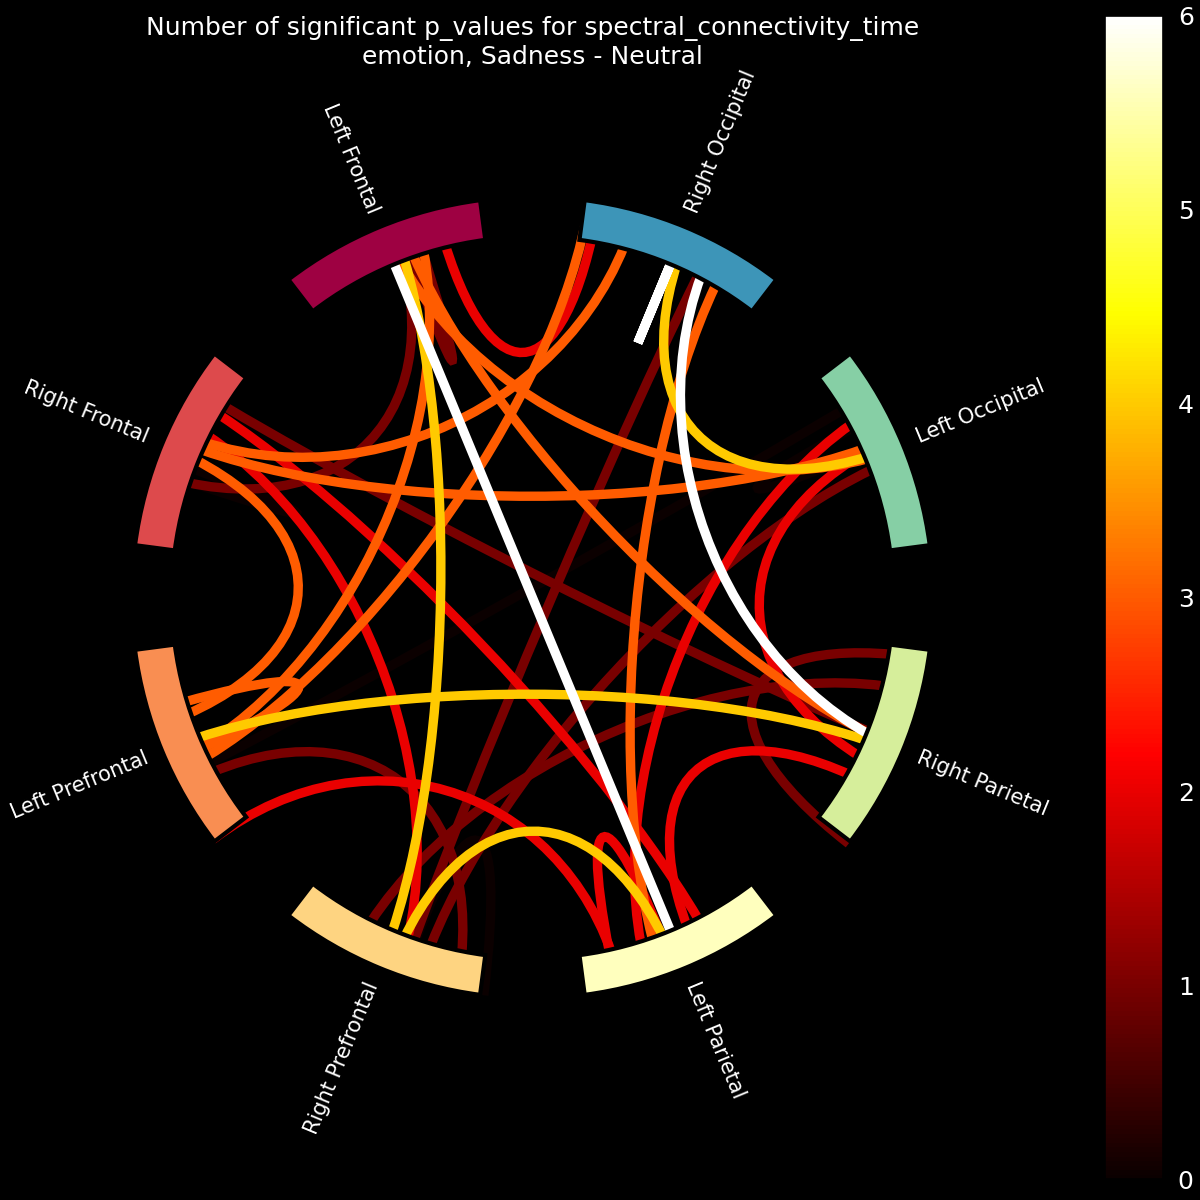 Number of significant p_values for spectral_connectivity_time
emotion, Sadness - Neutral
Left Frontal
Right Occipital
Right Frontal
Left Occipital
Left Prefrontal
Right Parietal
Right Prefrontal
Left Parietal
6
5
4
3
2
1
0